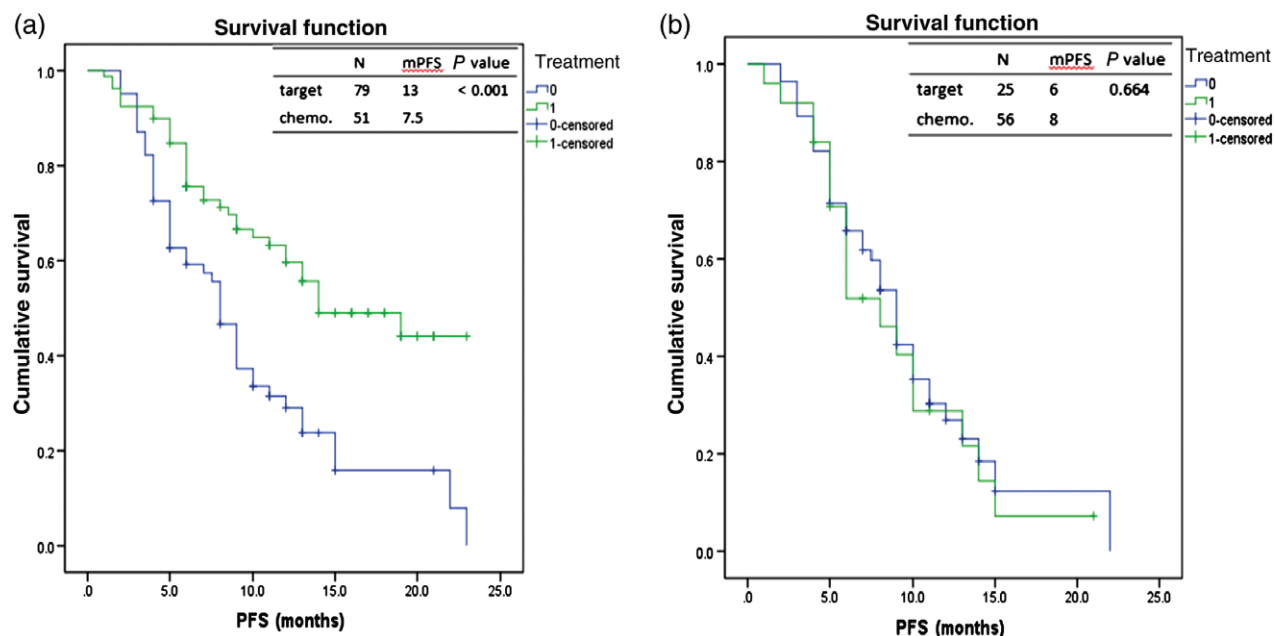 (a)
Survival function
N mPFS P value
target 79 13 < 0.001
chemo. 51 7.5
Treatment
0
1
0-censored
1-censored
Cumulative survival
1.0
0.8
0.6
0.4
0.2
0.0
.0 5.0 10.0 15.0 20.0 25.0
PFS (months)
(b)
Survival function
N mPFS P value
target 25 6 0.664
chemo. 56 8
Treatment
0
1
0-censored
1-censored
Cumulative survival
1.0
0.8
0.6
0.4
0.2
0.0
.0 5.0 10.0 15.0 20.0 25.0
PFS (months)